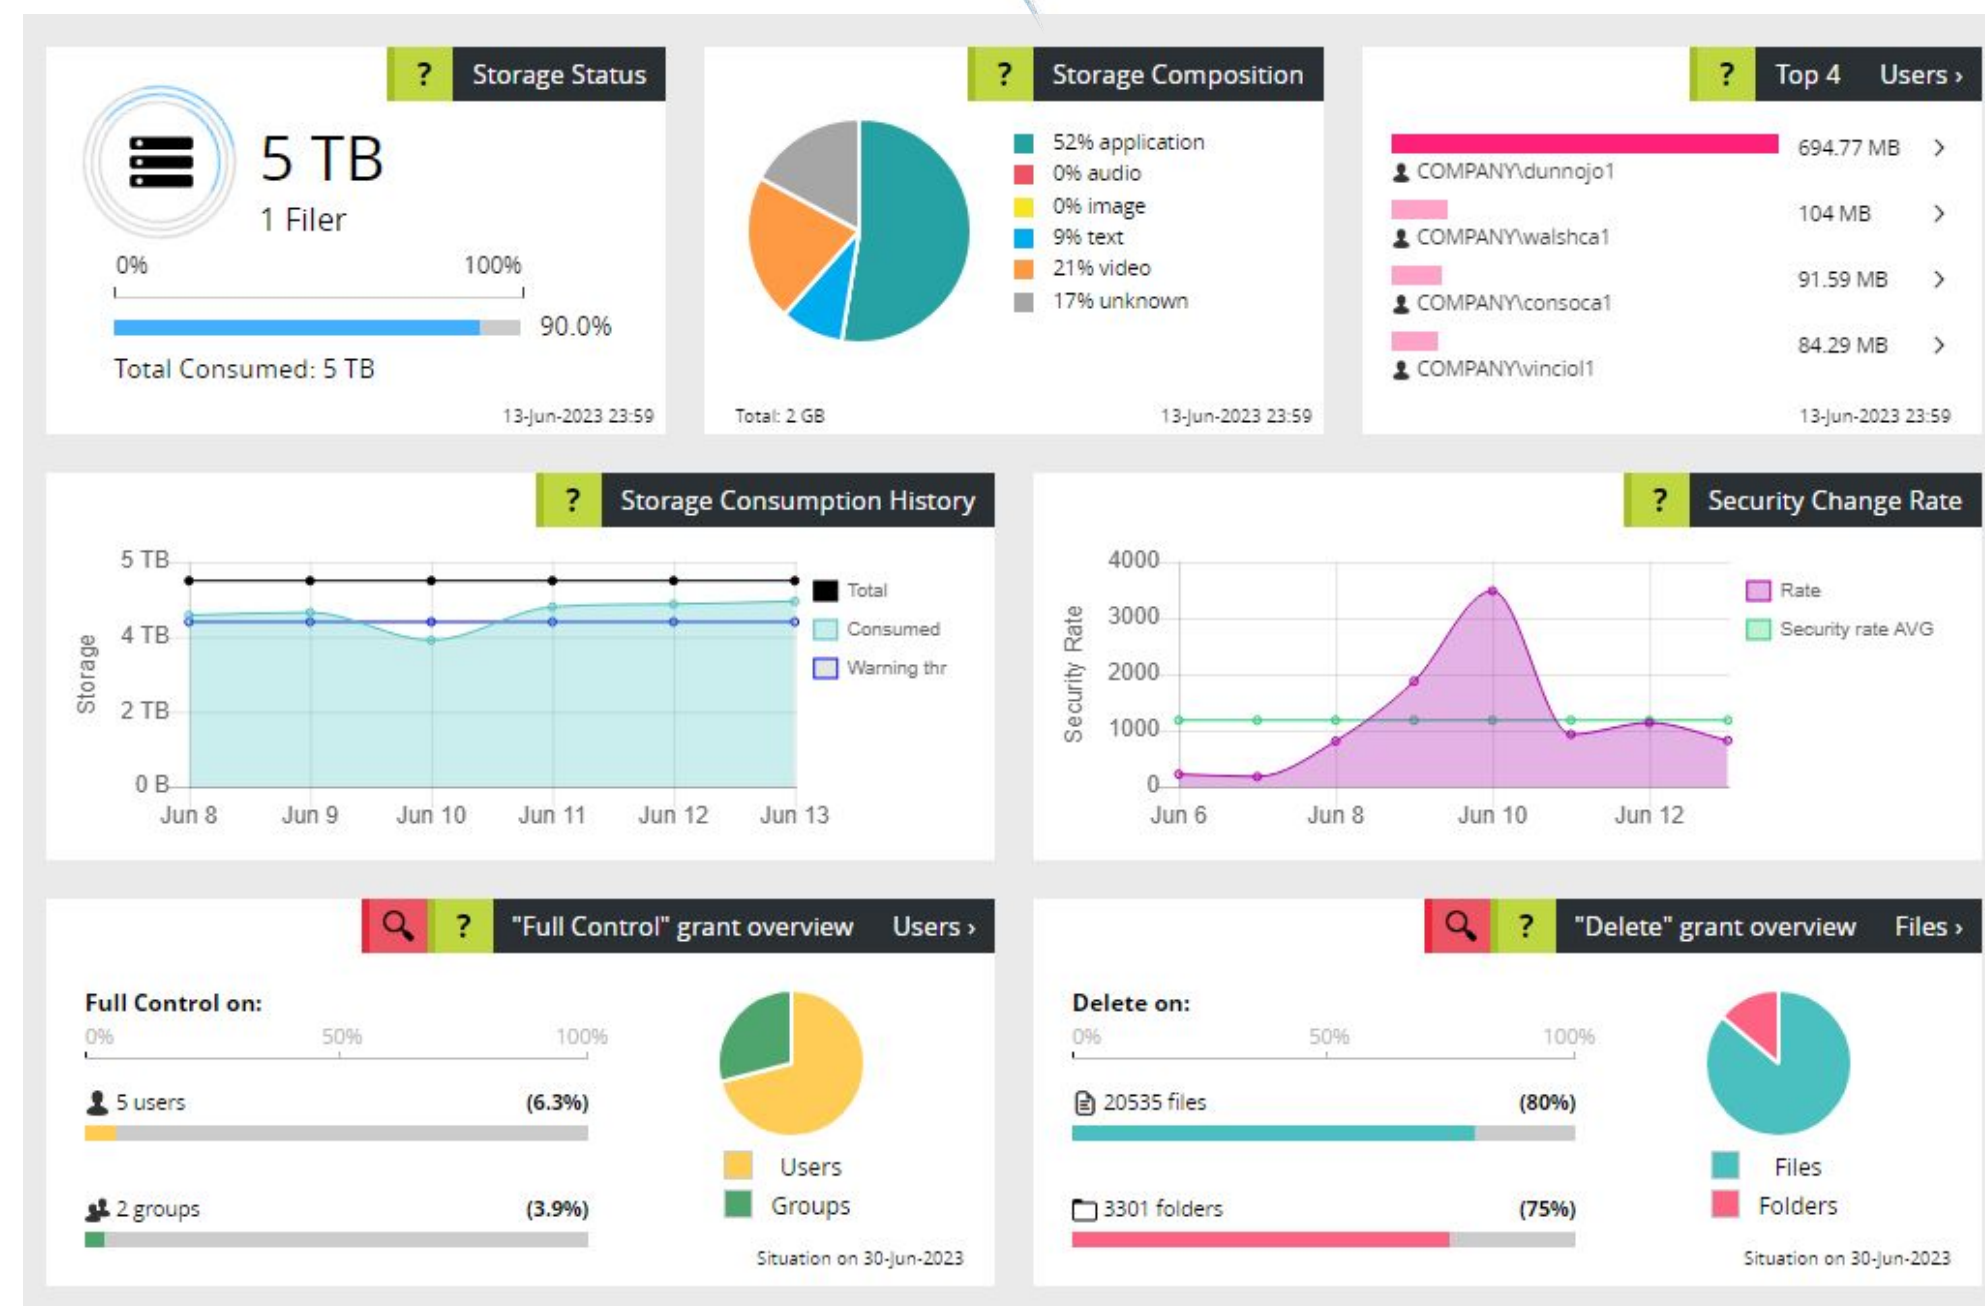 ? Storage Status
5 TB
1 Filer
0% 100%
90.0%
Total Consumed: 5 TB
13-Jun-2023 23:59
? Storage Composition
52% application
0% audio
0% image
9% text
21% video
17% unknown
Total: 2 GB 13-Jun-2023 23:59
? Top 4 Users ›
694.77 MB
COMPANY\dunnojo1
104 MB
COMPANY\walshca1
91.59 MB
COMPANY\consoca1
84.29 MB
COMPANY\vinciol1
13-Jun-2023 23:59
? Storage Consumption History
Storage
5 TB
4 TB
2 TB
0 B
Jun 8 Jun 9 Jun 10 Jun 11 Jun 12 Jun 13
Total
Consumed
Warning thr
? Security Change Rate
Security Rate
4000
3000
2000
1000
0
Jun 6 Jun 8 Jun 10 Jun 12
Rate
Security rate AVG
? "Full Control" grant overview Users ›
Full Control on:
0% 50% 100%
5 users (6.3%)
2 groups (3.9%)
Users
Groups
Situation on 30-Jun-2023
? "Delete" grant overview Files ›
Delete on:
0% 50% 100%
20535 files (80%)
3301 folders (75%)
Files
Folders
Situation on 30-Jun-2023